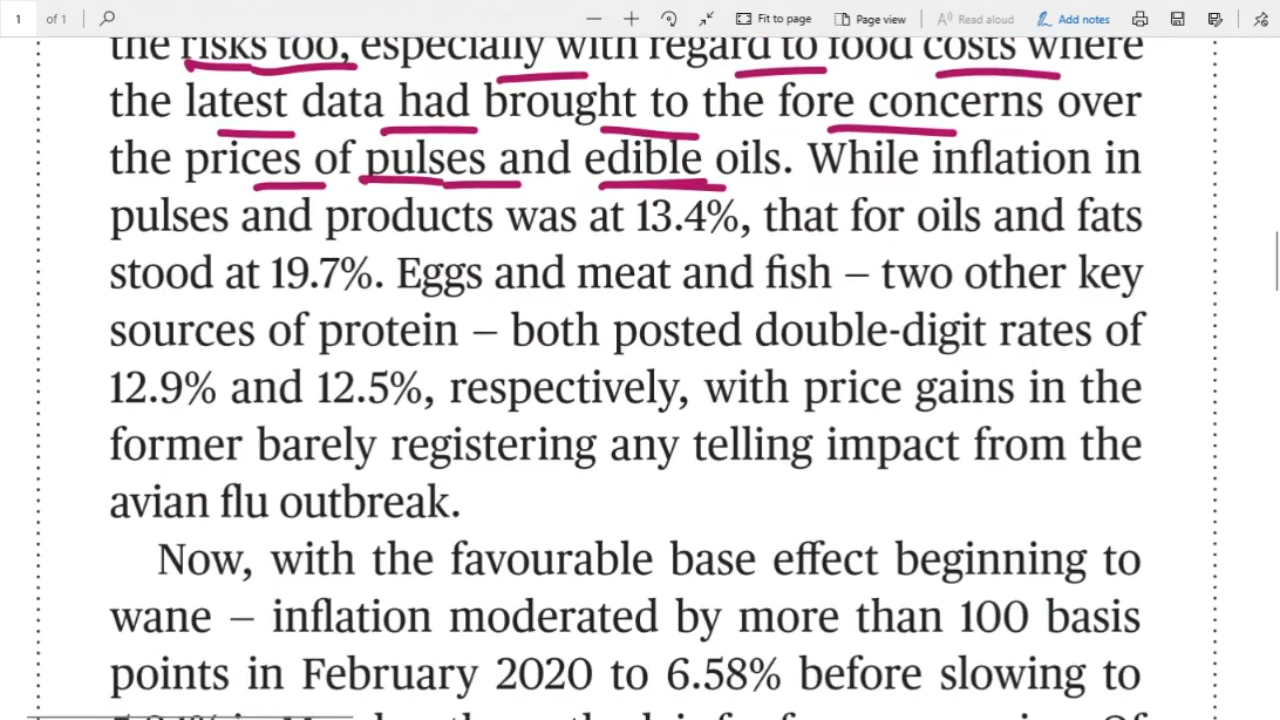 1 of 1 Fit to page Page view Read aloud Add notes
the risks too, especially with regard to food costs where
the latest data had brought to the fore concerns over
the prices of pulses and edible oils. While inflation in
pulses and products was at 13.4%, that for oils and fats
stood at 19.7%. Eggs and meat and fish – two other key
sources of protein – both posted double-digit rates of
12.9% and 12.5%, respectively, with price gains in the
former barely registering any telling impact from the
avian flu outbreak.
Now, with the favourable base effect beginning to
wane – inflation moderated by more than 100 basis
points in February 2020 to 6.58% before slowing to